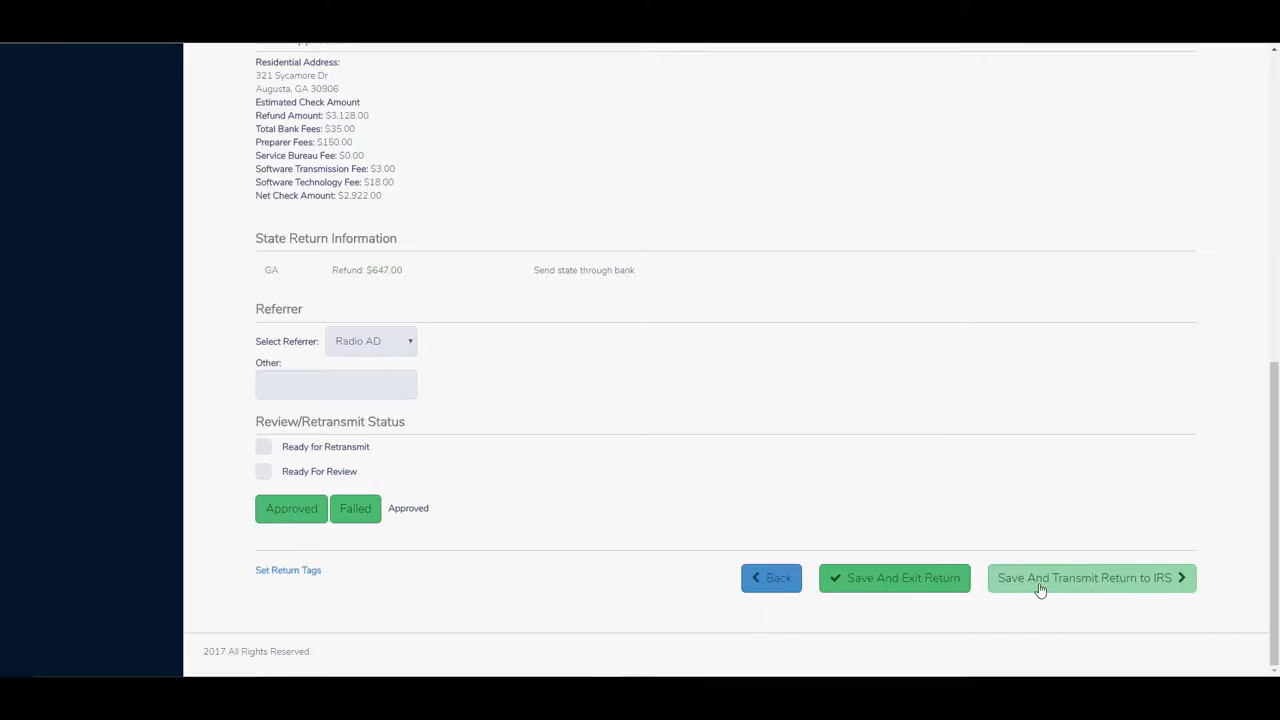 Residential Address:
321 Sycamore Dr
Augusta, GA 30906
Estimated Check Amount
Refund Amount: $3,128.00
Total Bank Fees: $35.00
Preparer Fees: $150.00
Service Bureau Fee: $0.00
Software Transmission Fee: $3.00
Software Technology Fee: $18.00
Net Check Amount: $2,922.00
State Return Information
GA Refund: $647.00 Send state through bank
Referrer
Select Referrer: Radio AD
Other:
Review/Retransmit Status
Ready for Retransmit
Ready For Review
Approved Failed Approved
Set Return Tags Back Save And Exit Return Save And Transmit Return to IRS
2017 All Rights Reserved.